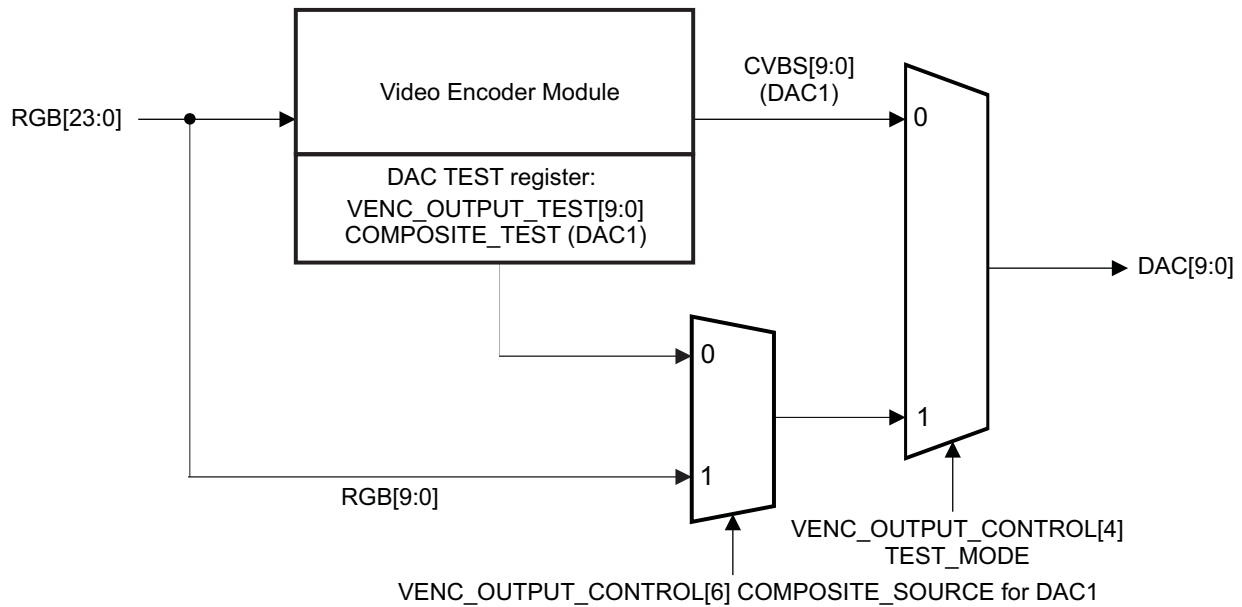 Video Encoder Module
CVBS[9:0]
(DAC1)
RGB[23:0]
0
DAC TEST register:
VENC_OUTPUT_TEST[9:0]
COMPOSITE_TEST (DAC1)
DAC[9:0]
0
1
1
RGB[9:0]
VENC_OUTPUT_CONTROL[4]
TEST_MODE
VENC_OUTPUT_CONTROL[6] COMPOSITE_SOURCE for DAC1